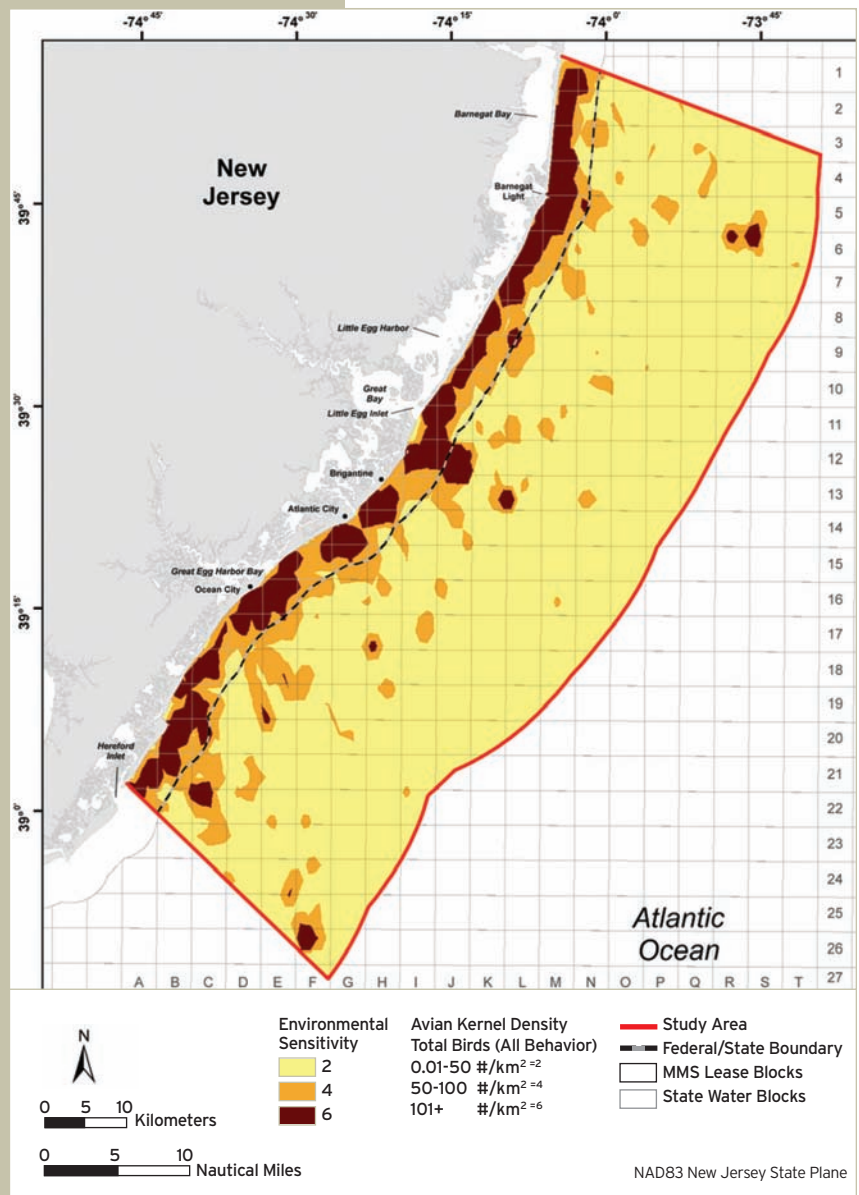 -74°45' -74°30' -74°15' -74°0' -73°45'
39°45'
39°30'
39°15'
39°0'
New
Jersey
Barnegat Bay
Barnegat
Light
Little Egg Harbor
Great
Bay
Little Egg Inlet
Brigantine
Atlantic City
Great Egg Harbor Bay
Ocean City
Hereford
Inlet
Atlantic
Ocean
1
2
3
4
5
6
7
8
9
10
11
12
13
14
15
16
17
18
19
20
21
22
23
24
25
26
27
A B C D E F G H I J K L M N O P Q R S T
N
0 5 10 Kilometers
0 5 10 Nautical Miles
Environmental
Sensitivity
2
4
6
Avian Kernel Density
Total Birds (All Behavior)
0.01-50 #/km² =2
50-100 #/km² =4
101+ #/km² =6
Study Area
Federal/State Boundary
MMS Lease Blocks
State Water Blocks
NAD83 New Jersey State Plane